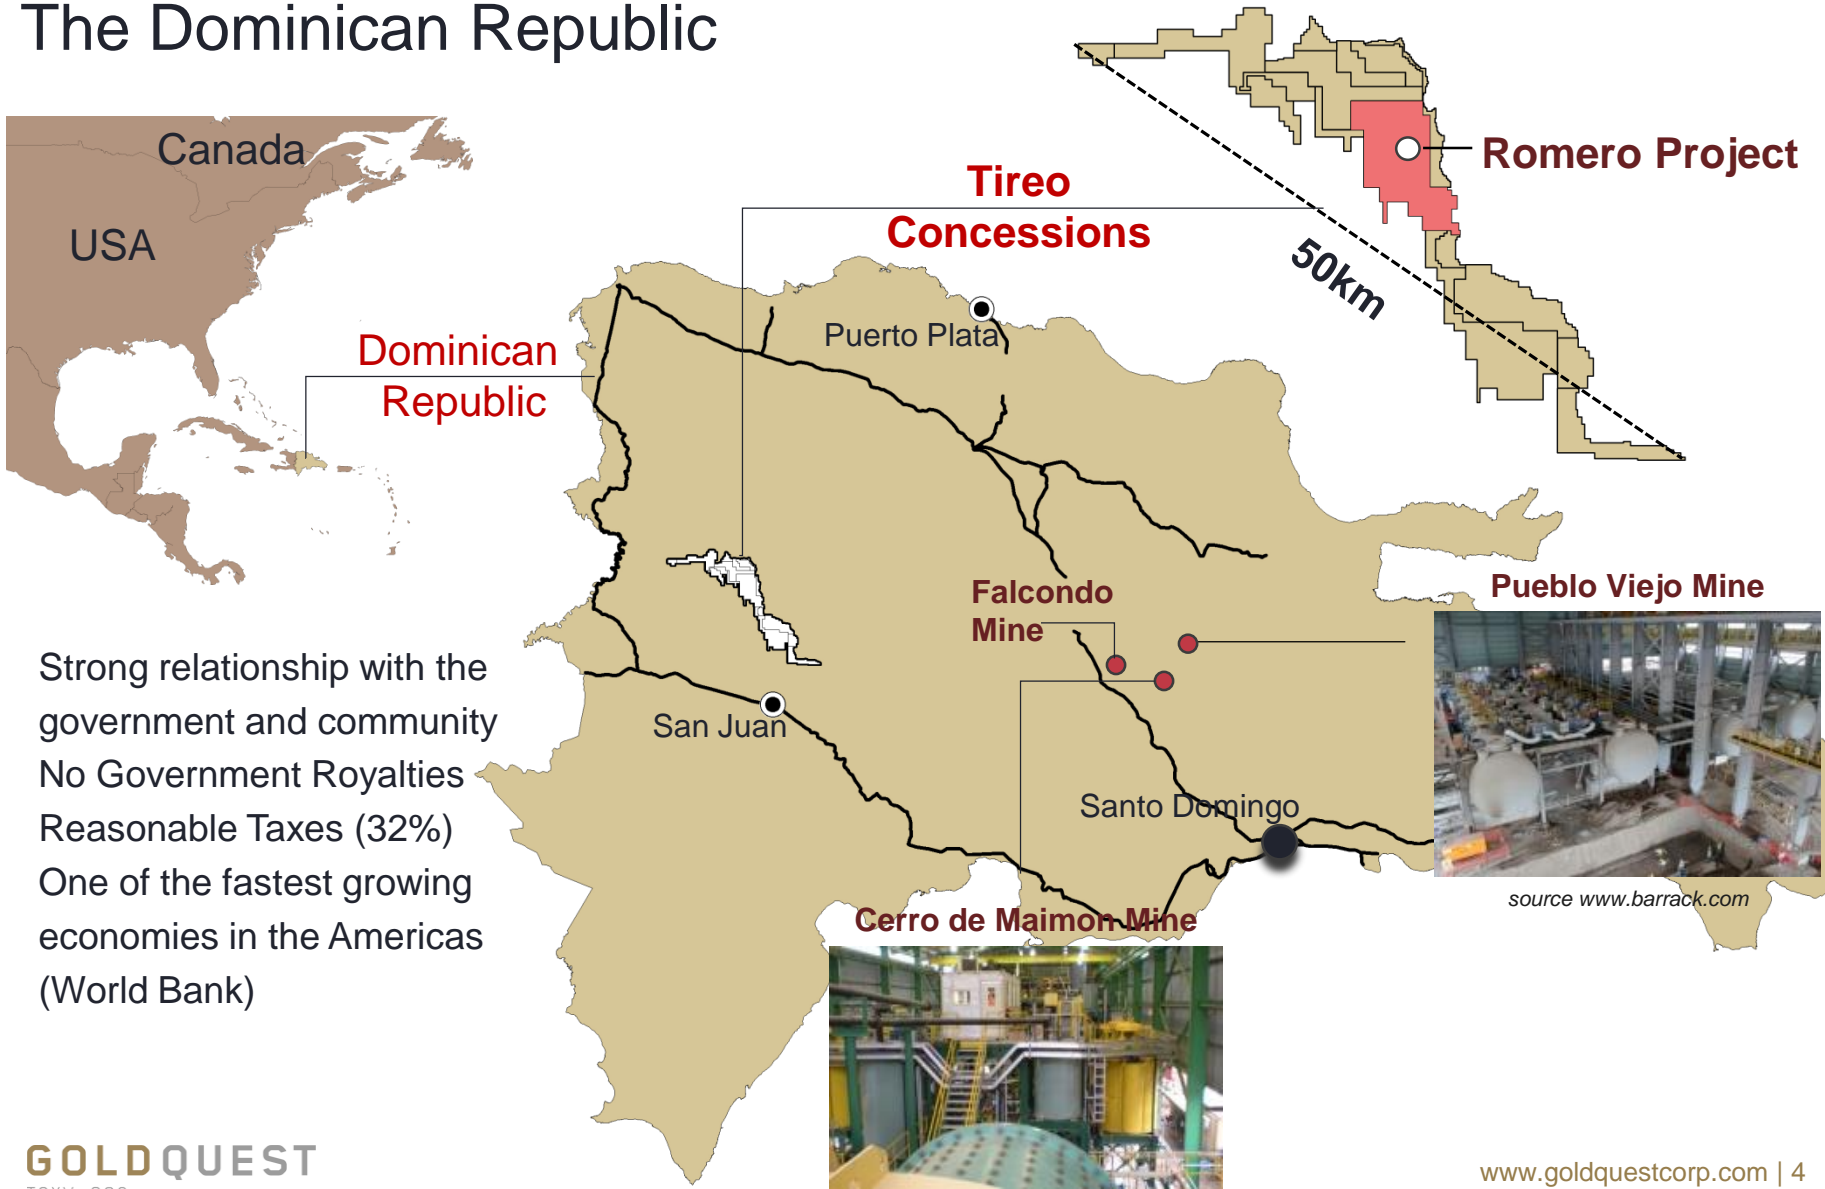 The Dominican Republic
Canada
USA
Dominican
Republic
Tireo
Concessions
Romero Project
50km
Puerto Plata
Falcondo
Mine
Pueblo Viejo Mine
San Juan
Santo Domingo
Strong relationship with the
government and community
No Government Royalties
Reasonable Taxes (32%)
One of the fastest growing
economies in the Americas
(World Bank)
source www.barrack.com
Cerro de Maimon Mine
GOLDQUEST
www.goldquestcorp.com | 4